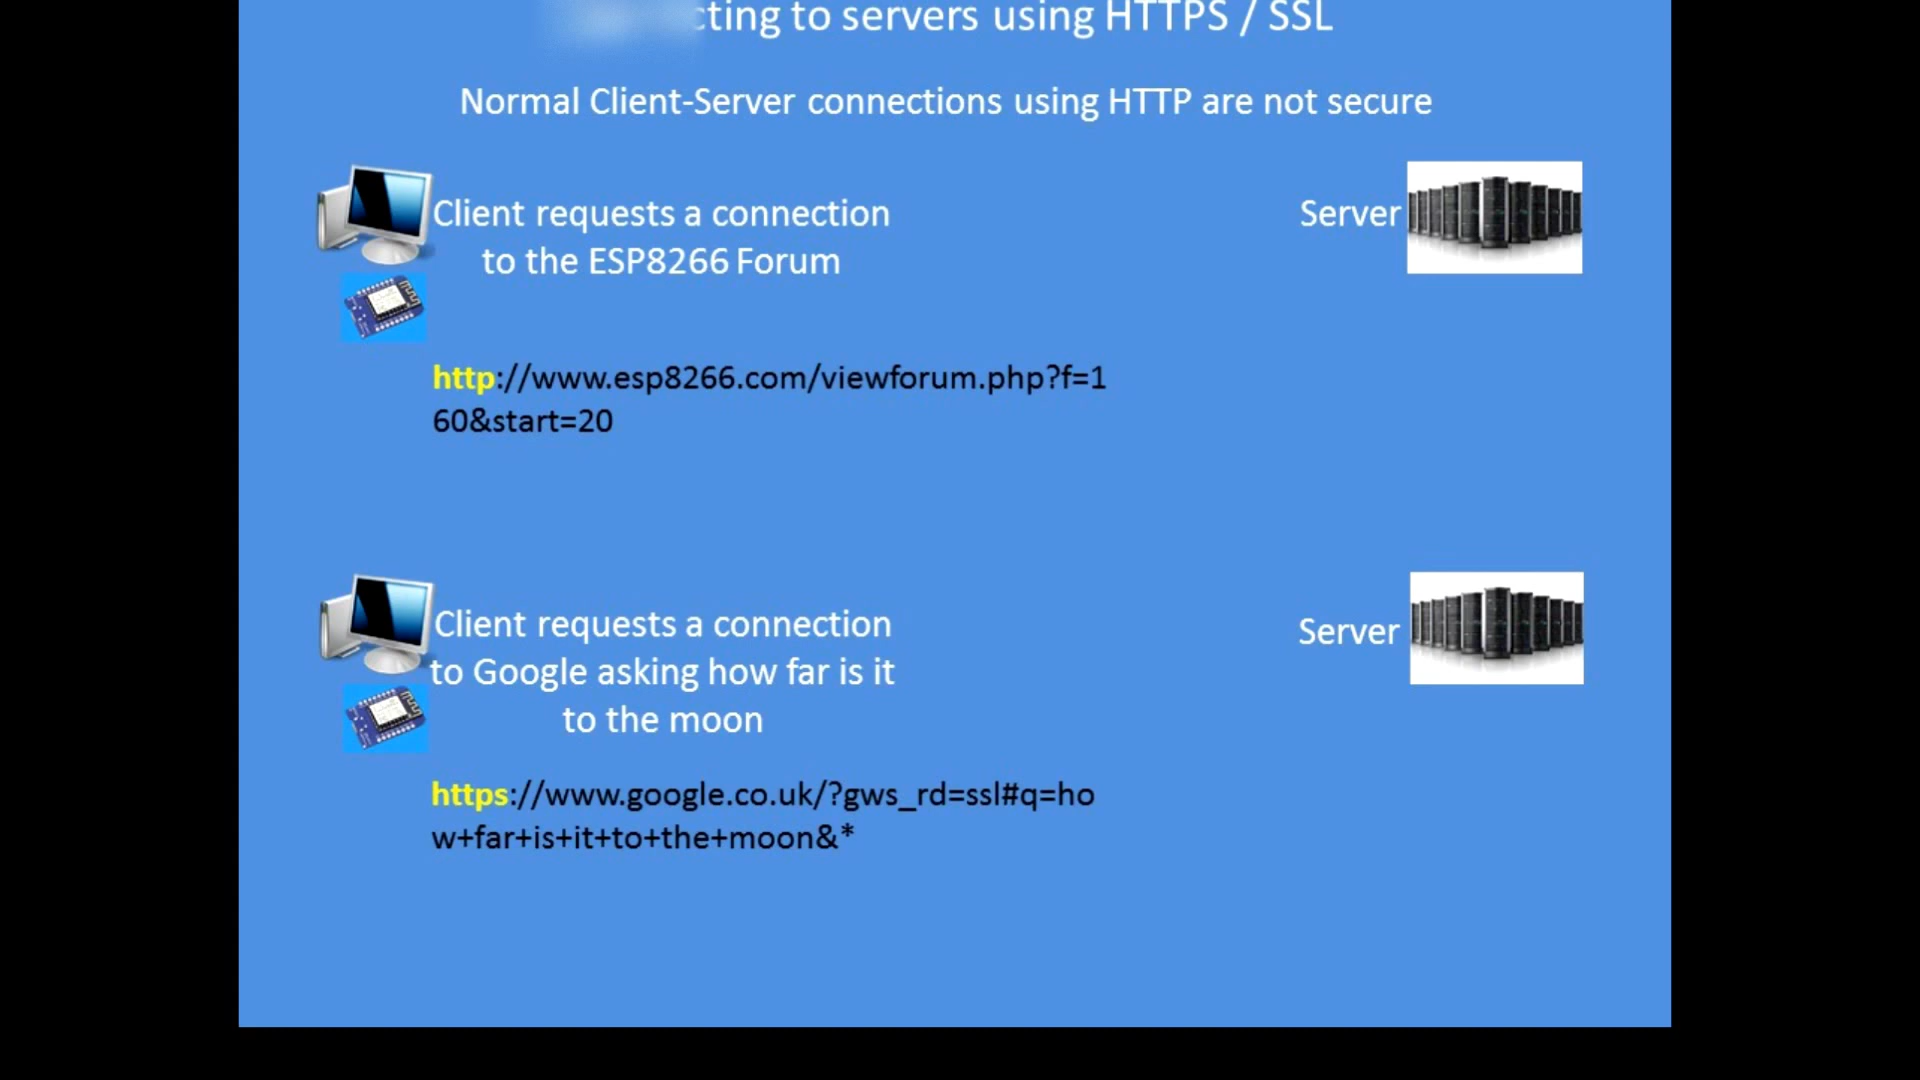 to servers using HTTPS / SSL
Normal Client-Server connections using HTTP are not secure
Client requests a connection
to the ESP8266 Forum
Server
http://www.esp8266.com/viewforum.php?f=1
60&start=20
Client requests a connection
to Google asking how far is it
to the moon
Server
https://www.google.co.uk/?gws_rd=ssl#q=ho
w+far+is+it+to+the+moon&*